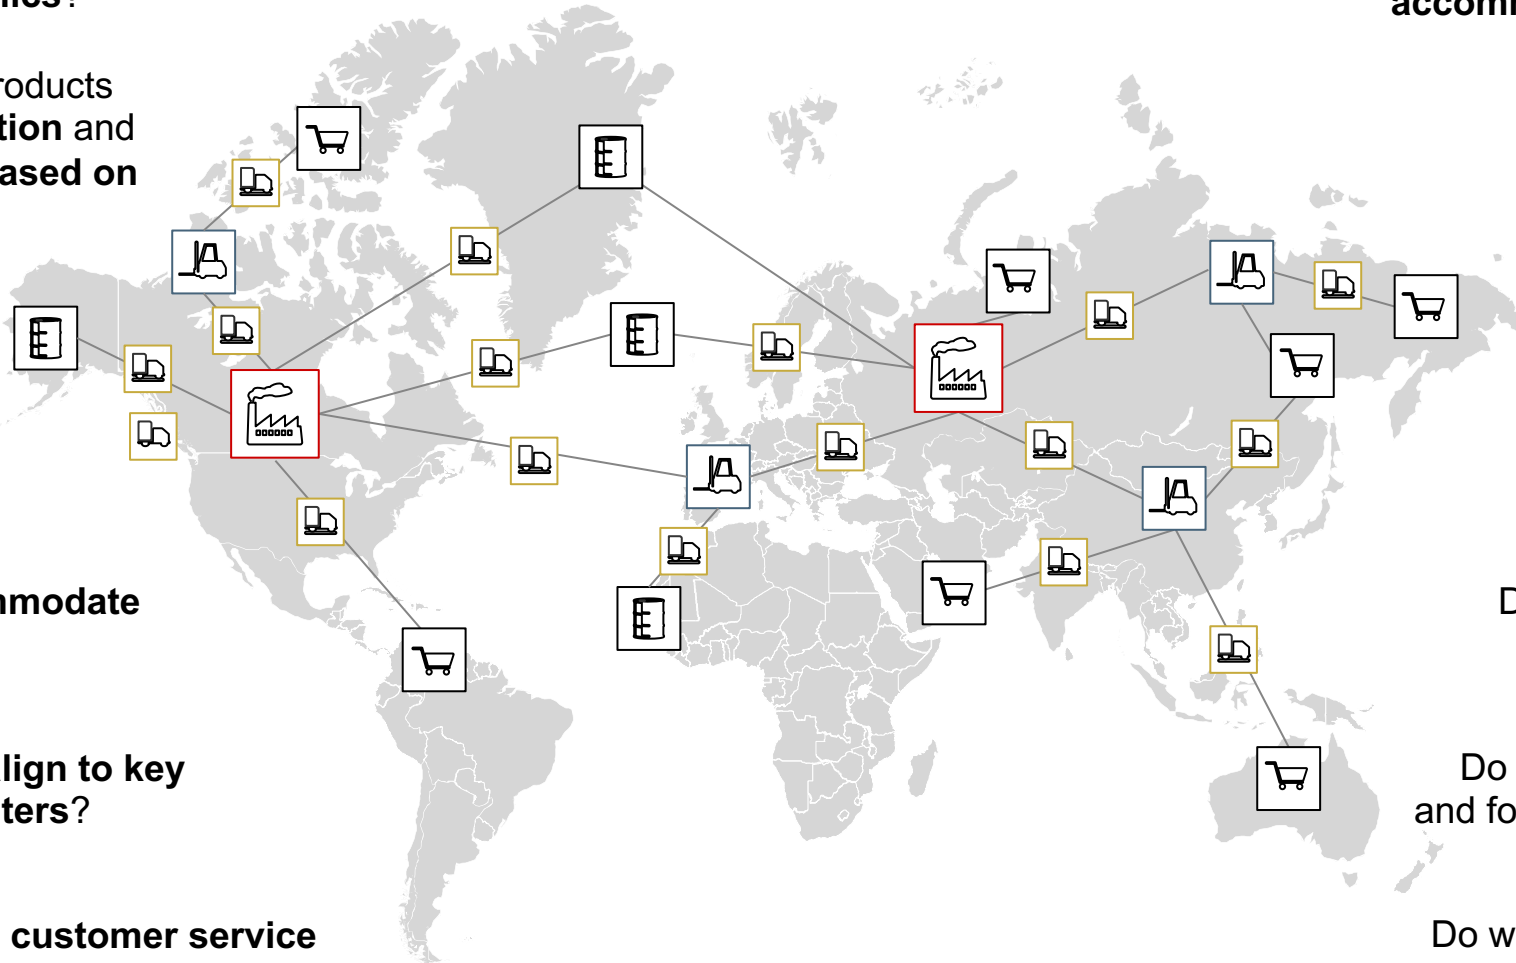 ?
roducts
tion and
ased on
nmodate
lign to key
ters?
customer service
accom
D
Do
and fo
Do w